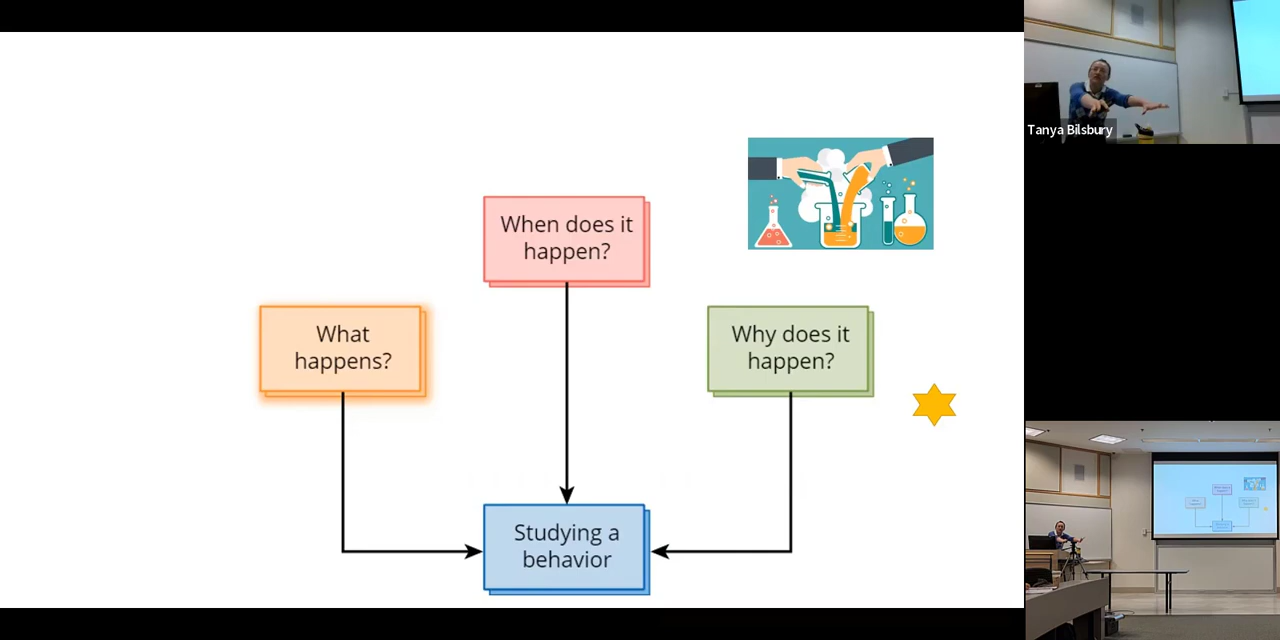 When does it
happen?
What
happens?
Why does it
happen?
Studying a
behavior
Tanya Bilsbury